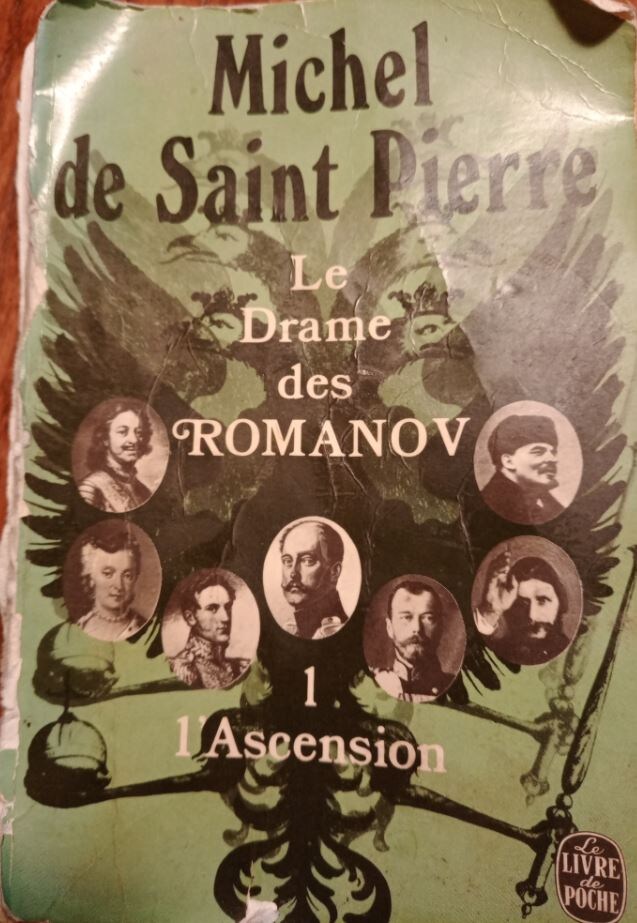 Michel
de Saint Pierre
Le
Drame
des
ROMANOV
1
l'Ascension
Le
LIVRE
de
POCHE